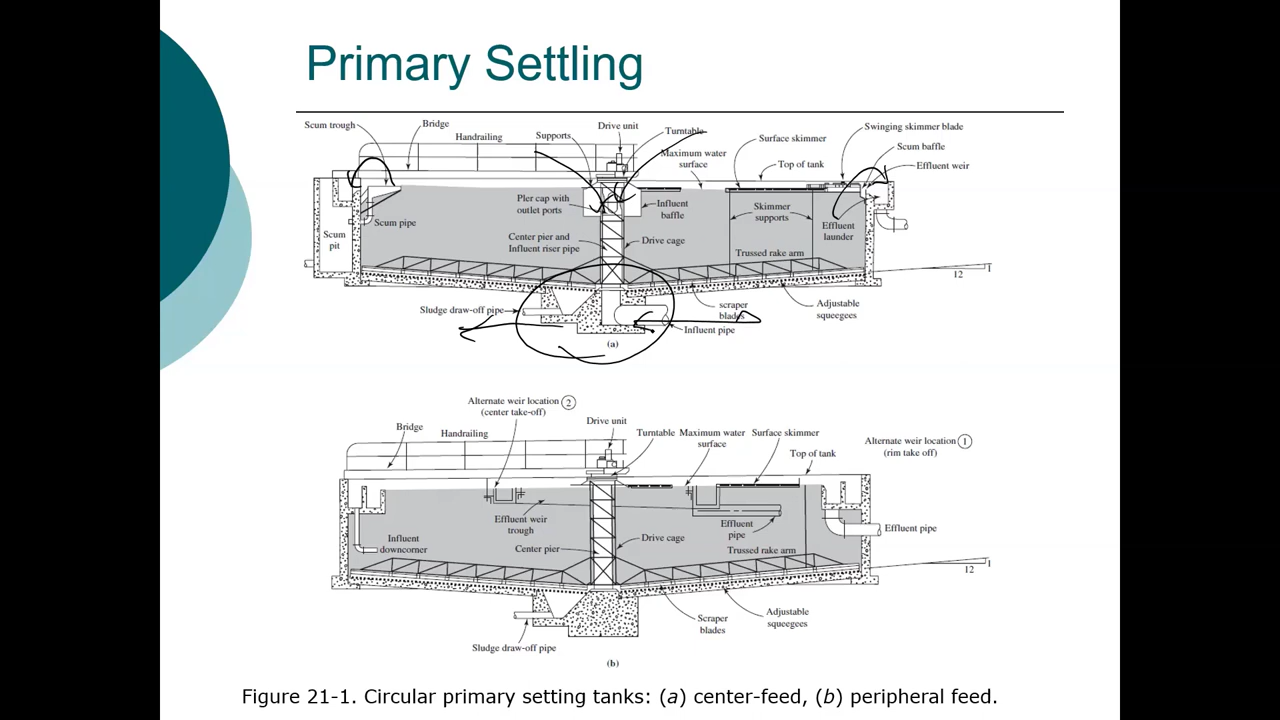 Primary Settling
Scum trough
Bridge
Handrailing
Supports
Drive unit
Turntable
Maximum water
surface
Surface skimmer
Top of tank
Swinging skimmer blade
Scum baffle
Effluent weir
Pler cap with
outlet ports
Influent
baffle
Skimmer
supports
Effluent
launder
Scum pipe
Scum
pit
Center pier and
Influent riser pipe
Drive cage
Trussed rake arm
12
1
Sludge draw-off pipe
scraper
blades
Adjustable
squeegees
Influent pipe
(a)
Alternate weir location 2
(center take-off)
Bridge
Handrailing
Drive unit
Turntable
Maximum water
surface
Surface skimmer
Top of tank
Alternate weir location 1
(rim take off)
Effluent weir
trough
Effluent
pipe
Effluent pipe
Influent
downcorner
Center pier
Drive cage
Trussed rake arm
12
1
Scraper
blades
Adjustable
squeegees
Sludge draw-off pipe
(b)
Figure 21-1. Circular primary setting tanks: (a) center-feed, (b) peripheral feed.